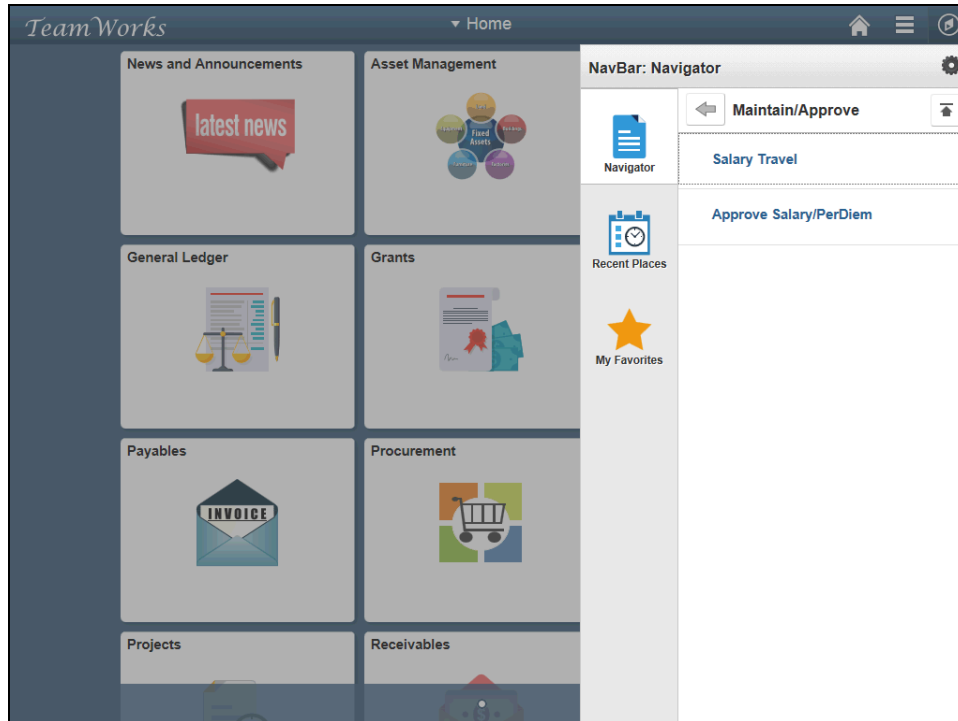 TeamWorks
Home
NavBar: Navigator
Navigator
Recent Places
My Favorites
Maintain/Approve
Salary Travel
Approve Salary/PerDiem
News and Announcements
latest news
Asset Management
Fixed
Assets
General Ledger
Grants
Payables
INVOICE
Procurement
Projects
Receivables